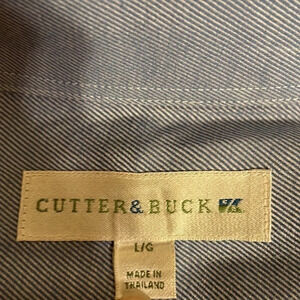 CUTTER & BUCK
L/G
MADE IN
THAILAND